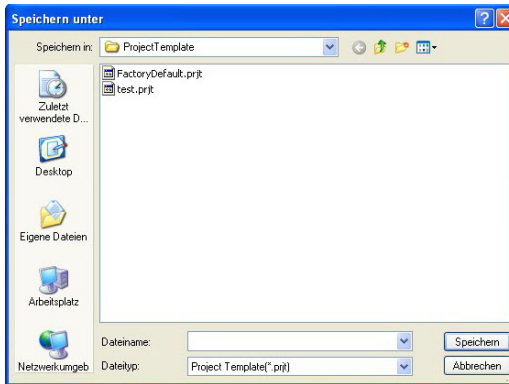 Speichern unter
Speichern in:
ProjectTemplate
FactoryDefault.prjt
test.prjt
Zuletzt
verwendete D...
Desktop
Eigene Dateien
Arbeitsplatz
Netzwerkumgeb
Dateiname:
Speichern
Dateityp:
Project Template(*.prjt)
Abbrechen